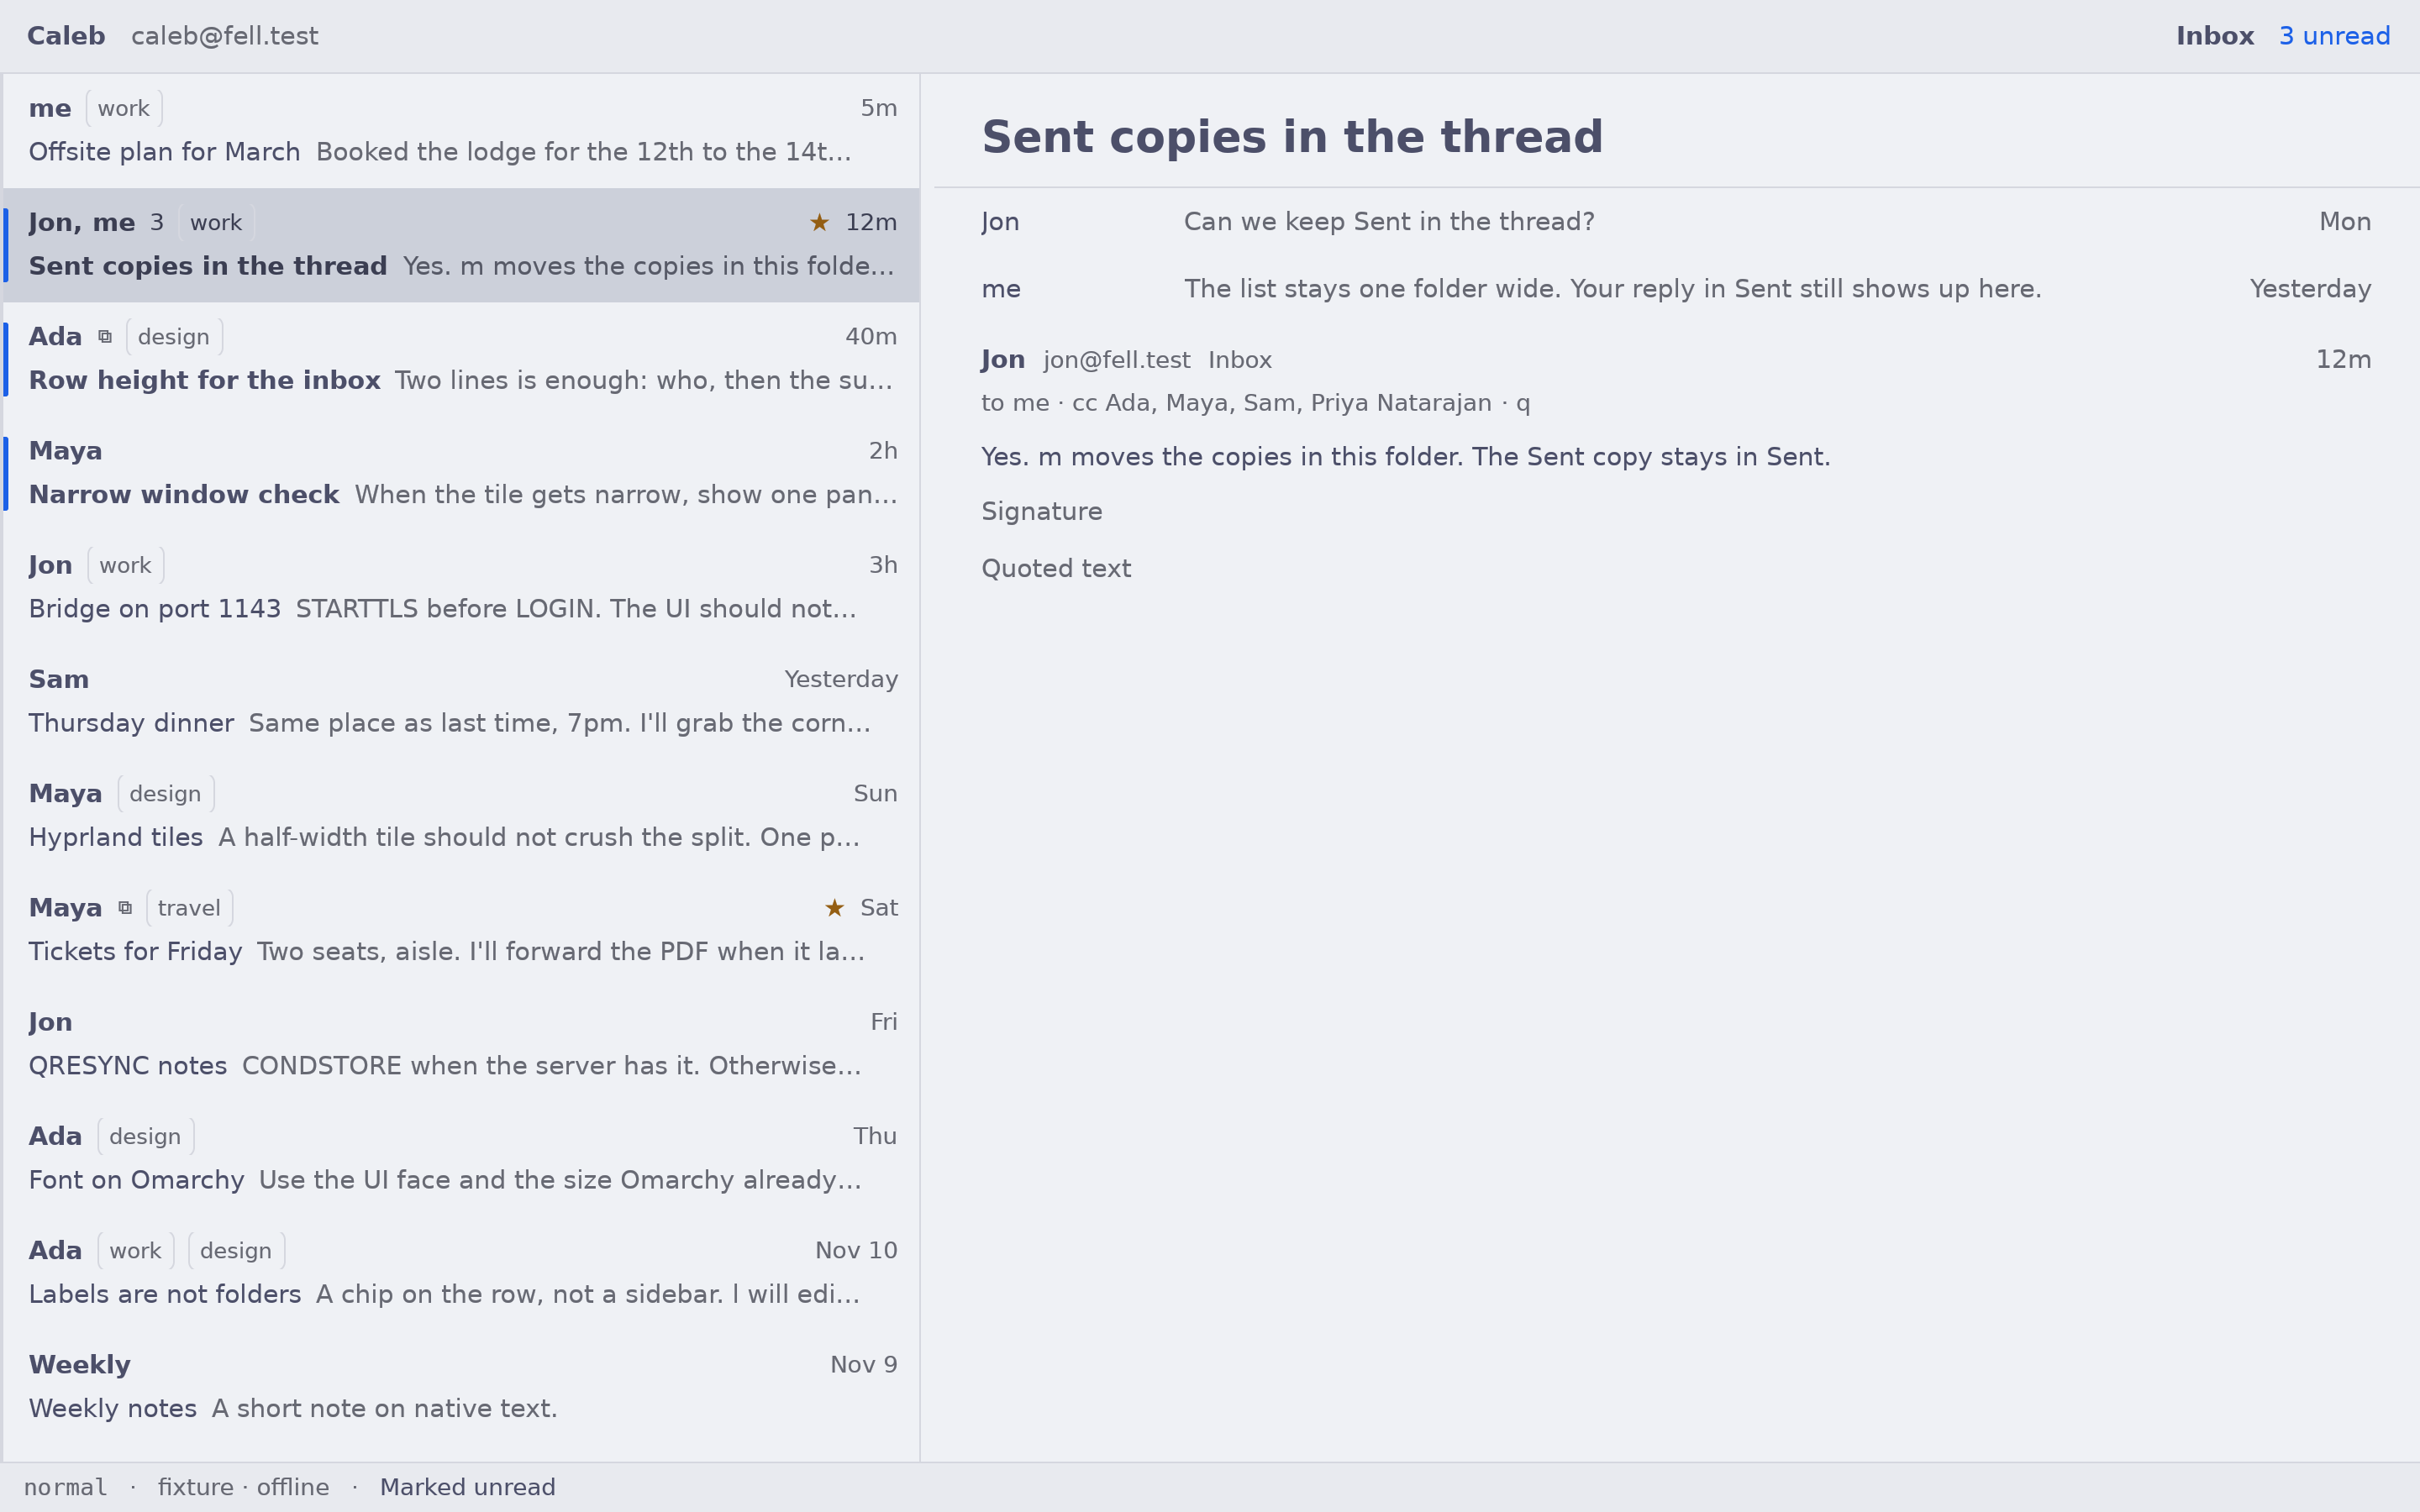 Caleb caleb@fell.test Inbox 3 unread
me work 5m
Offsite plan for March Booked the lodge for the 12th to the 14t…
Jon, me 3 work ★ 12m
Sent copies in the thread Yes. m moves the copies in this folde…
Ada ⧉ design 40m
Row height for the inbox Two lines is enough: who, then the su…
Maya 2h
Narrow window check When the tile gets narrow, show one pan…
Jon work 3h
Bridge on port 1143 STARTTLS before LOGIN. The UI should not…
Sam Yesterday
Thursday dinner Same place as last time, 7pm. I'll grab the corn…
Maya design Sun
Hyprland tiles A half-width tile should not crush the split. One p…
Maya ⧉ travel ★ Sat
Tickets for Friday Two seats, aisle. I'll forward the PDF when it la…
Jon Fri
QRESYNC notes CONDSTORE when the server has it. Otherwise…
Ada design Thu
Font on Omarchy Use the UI face and the size Omarchy already…
Ada work design Nov 10
Labels are not folders A chip on the row, not a sidebar. l will edi…
Weekly Nov 9
Weekly notes A short note on native text.
Sent copies in the thread
Jon Can we keep Sent in the thread? Mon
me The list stays one folder wide. Your reply in Sent still shows up here. Yesterday
Jon jon@fell.test Inbox 12m
to me · cc Ada, Maya, Sam, Priya Natarajan · q
Yes. m moves the copies in this folder. The Sent copy stays in Sent.
Signature
Quoted text
normal · fixture · offline · Marked unread